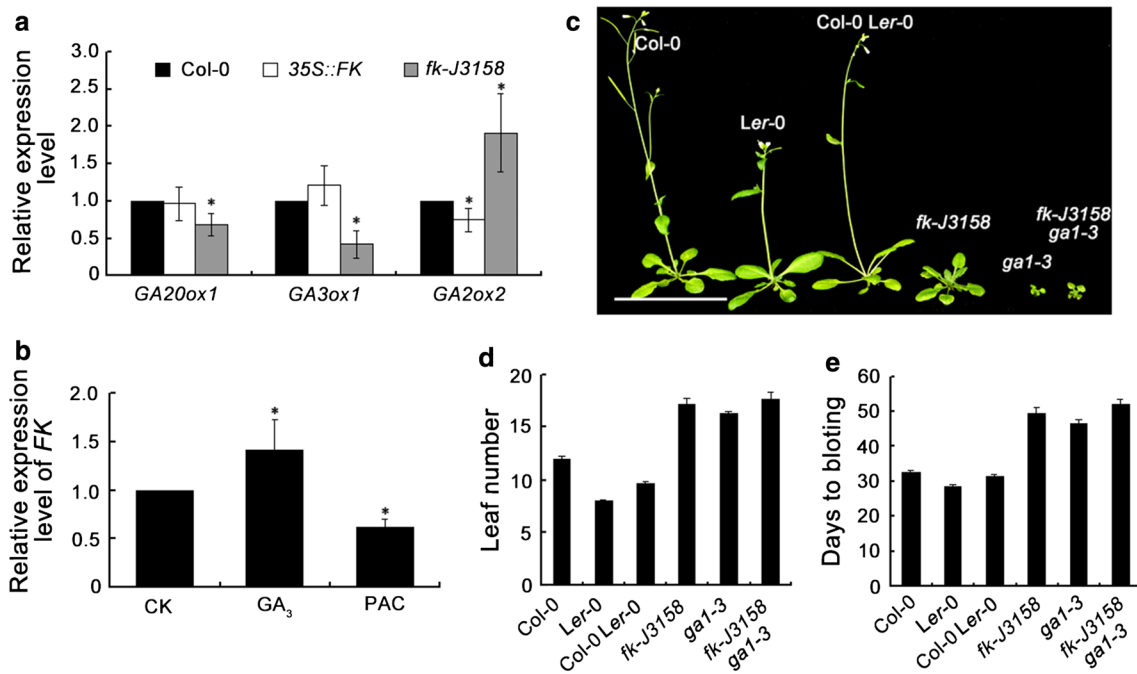 a
Relative expression
level
3.0
2.5
2.0
1.5
1.0
0.5
0
Col-0
35S::FK
fk-J3158
*
*
*
*
GA20ox1
GA3ox1
GA2ox2
b
Relative expression
level of FK
2.0
1.5
1.0
0.5
0
*
*
CK
GA3
PAC
c
Col-0
Ler-0
Col-0 Ler-0
fk-J3158
ga1-3
fk-J3158
ga1-3
d
Leaf number
20
15
10
5
0
Col-0
Ler-0
Col-0 Ler-0
fk-J3158
ga1-3
fk-J3158
ga1-3
e
Days to bloting
60
50
40
30
20
10
0
Col-0
Ler-0
Col-0 Ler-0
fk-J3158
ga1-3
fk-J3158
ga1-3